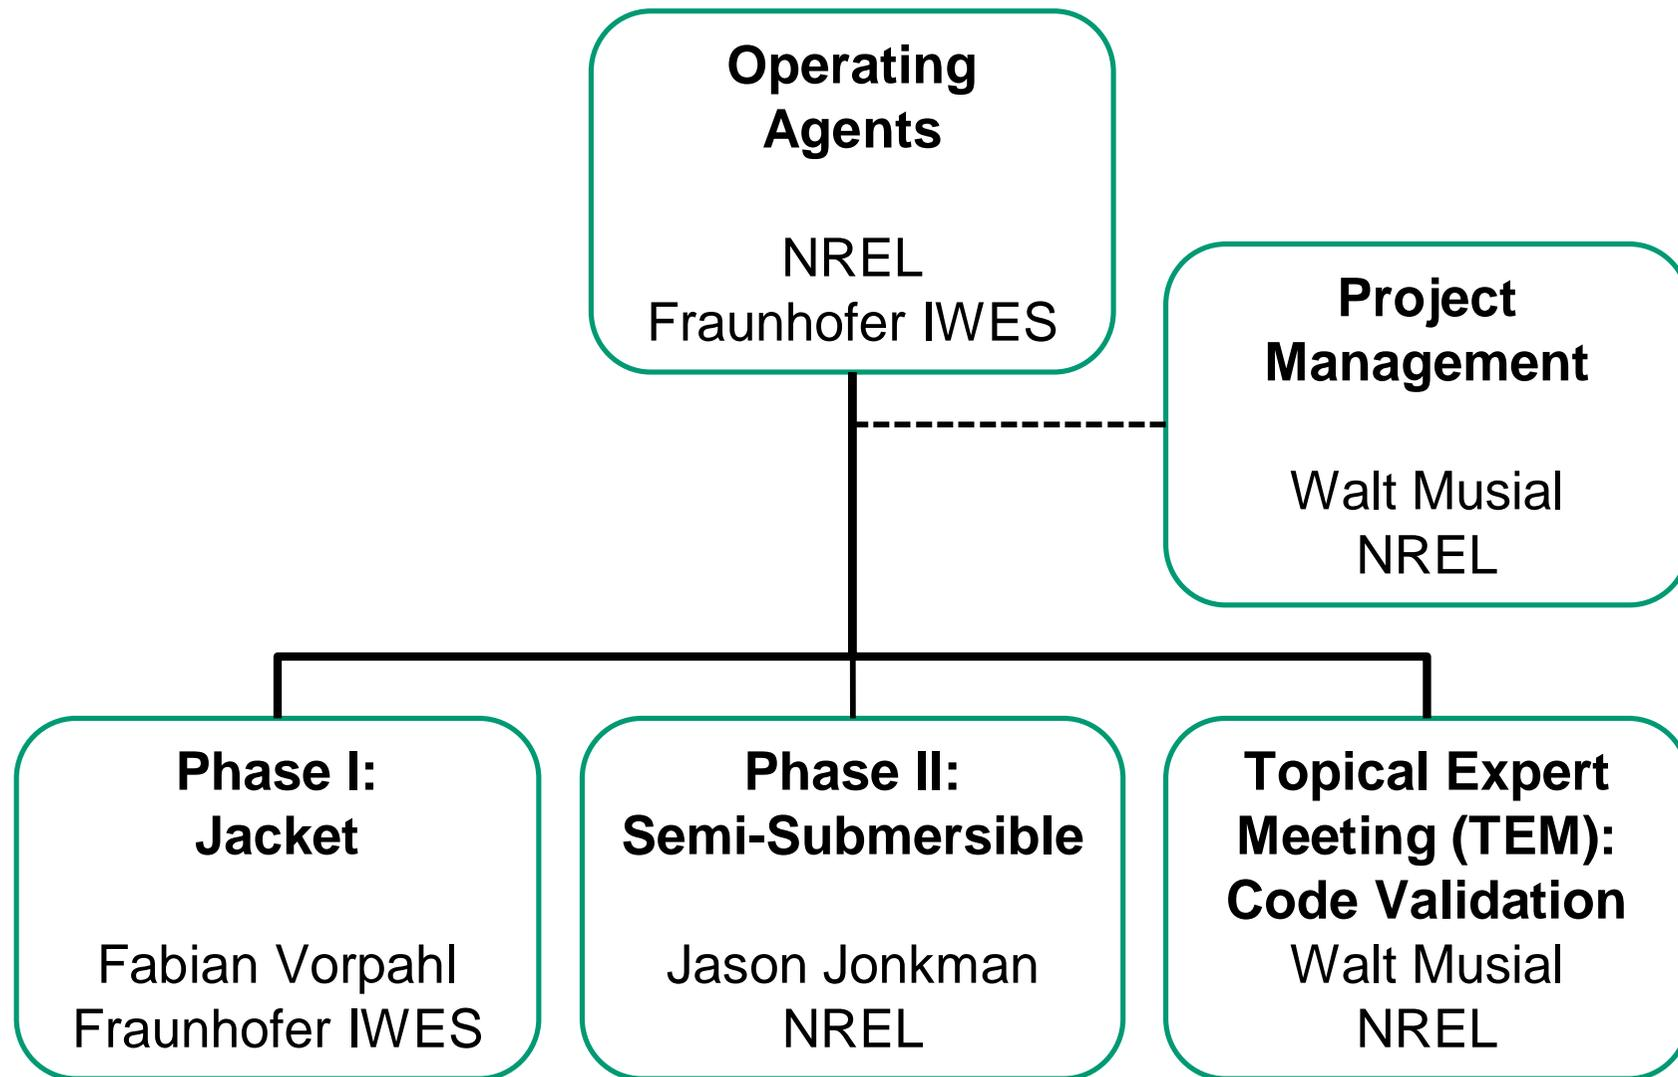 Operating
Agents
NREL
Fraunhofer IWES
Project
Management
Walt Musial
NREL
Phase I:
Jacket
Fabian Vorpahl
Fraunhofer IWES
Phase II:
Semi-Submersible
Jason Jonkman
NREL
Topical Expert
Meeting (TEM):
Code Validation
Walt Musial
NREL